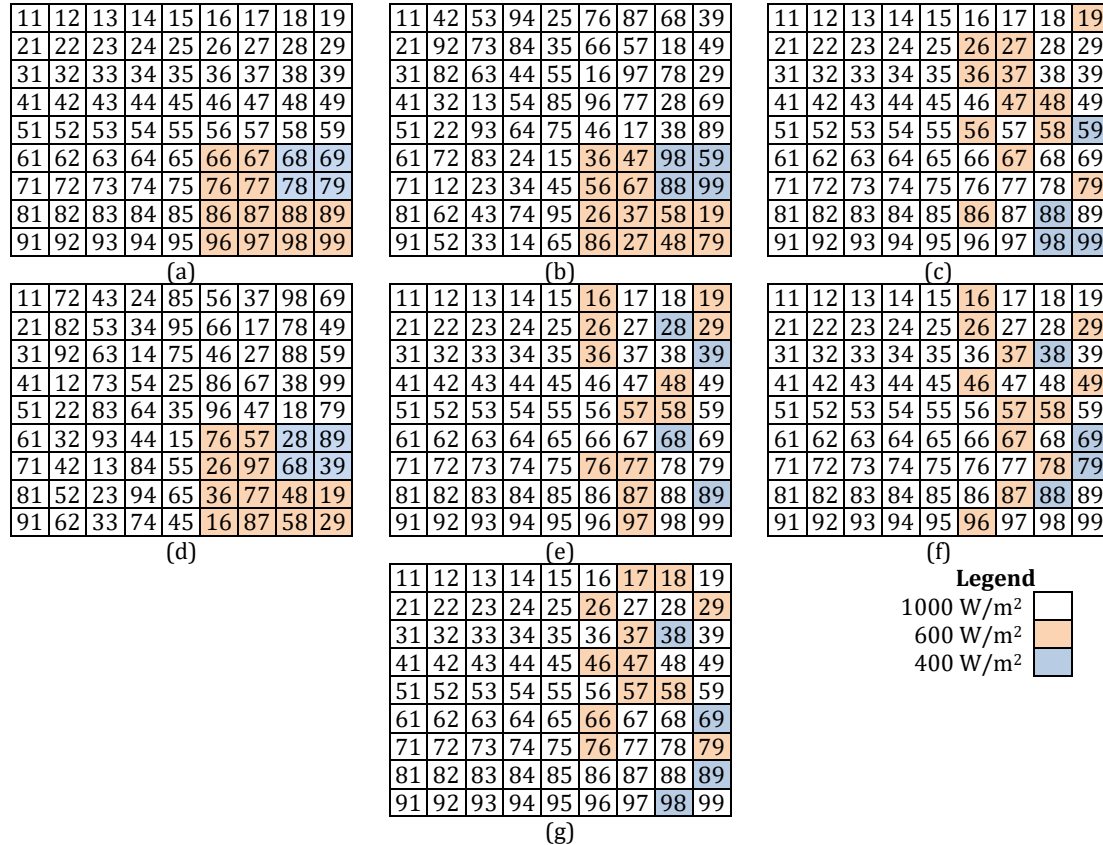 11 12 13 14 15 16 17 18 19
21 22 23 24 25 26 27 28 29
31 32 33 34 35 36 37 38 39
41 42 43 44 45 46 47 48 49
51 52 53 54 55 56 57 58 59
61 62 63 64 65 66 67 68 69
71 72 73 74 75 76 77 78 79
81 82 83 84 85 86 87 88 89
91 92 93 94 95 96 97 98 99
(a)
11 42 53 94 25 76 87 68 39
21 92 73 84 35 66 57 18 49
31 82 63 44 55 16 97 78 29
41 32 13 54 85 96 77 28 69
51 22 93 64 75 46 17 38 89
61 72 83 24 15 36 47 98 59
71 12 23 34 45 56 67 88 99
81 62 43 74 95 26 37 58 19
91 52 33 14 65 86 27 48 79
(b)
11 12 13 14 15 16 17 18 19
21 22 23 24 25 26 27 28 29
31 32 33 34 35 36 37 38 39
41 42 43 44 45 46 47 48 49
51 52 53 54 55 56 57 58 59
61 62 63 64 65 66 67 68 69
71 72 73 74 75 76 77 78 79
81 82 83 84 85 86 87 88 89
91 92 93 94 95 96 97 98 99
(c)
11 72 43 24 85 56 37 98 69
21 82 53 34 95 66 17 78 49
31 92 63 14 75 46 27 88 59
41 12 73 54 25 86 67 38 99
51 22 83 64 35 96 47 18 79
61 32 93 44 15 76 57 28 89
71 42 13 84 55 26 97 68 39
81 52 23 94 65 36 77 48 19
91 62 33 74 45 16 87 58 29
(d)
11 12 13 14 15 16 17 18 19
21 22 23 24 25 26 27 28 29
31 32 33 34 35 36 37 38 39
41 42 43 44 45 46 47 48 49
51 52 53 54 55 56 57 58 59
61 62 63 64 65 66 67 68 69
71 72 73 74 75 76 77 78 79
81 82 83 84 85 86 87 88 89
91 92 93 94 95 96 97 98 99
(e)
11 12 13 14 15 16 17 18 19
21 22 23 24 25 26 27 28 29
31 32 33 34 35 36 37 38 39
41 42 43 44 45 46 47 48 49
51 52 53 54 55 56 57 58 59
61 62 63 64 65 66 67 68 69
71 72 73 74 75 76 77 78 79
81 82 83 84 85 86 87 88 89
91 92 93 94 95 96 97 98 99
(f)
11 12 13 14 15 16 17 18 19
21 22 23 24 25 26 27 28 29
31 32 33 34 35 36 37 38 39
41 42 43 44 45 46 47 48 49
51 52 53 54 55 56 57 58 59
61 62 63 64 65 66 67 68 69
71 72 73 74 75 76 77 78 79
81 82 83 84 85 86 87 88 89
91 92 93 94 95 96 97 98 99
(g)
Legend
1000 W/m²
600 W/m²
400 W/m²